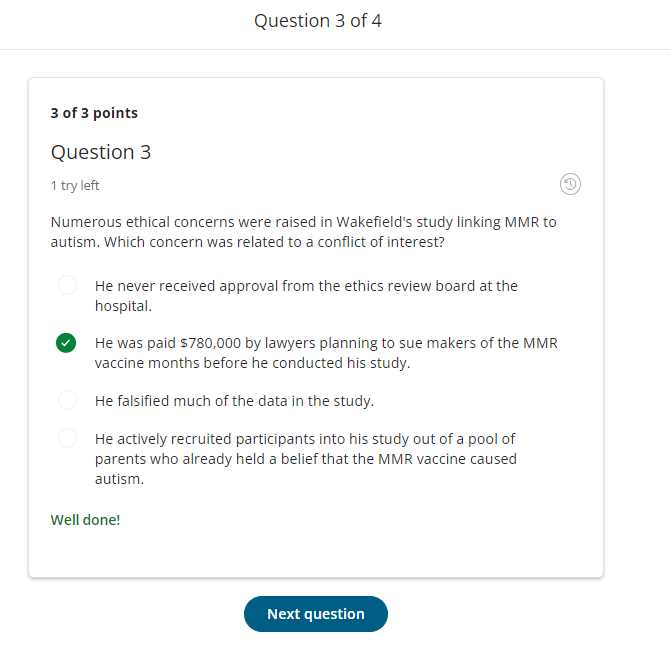 Question 3 of 4
3 of 3 points
Question 3
1 try left
Numerous ethical concerns were raised in Wakefield's study linking MMR to
autism. Which concern was related to a conflict of interest?
He never received approval from the ethics review board at the
hospital.
He was paid $780,000 by lawyers planning to sue makers of the MMR
vaccine months before he conducted his study.
He falsified much of the data in the study.
He actively recruited participants into his study out of a pool of
parents who already held a belief that the MMR vaccine caused
autism.
Well done!
Next question